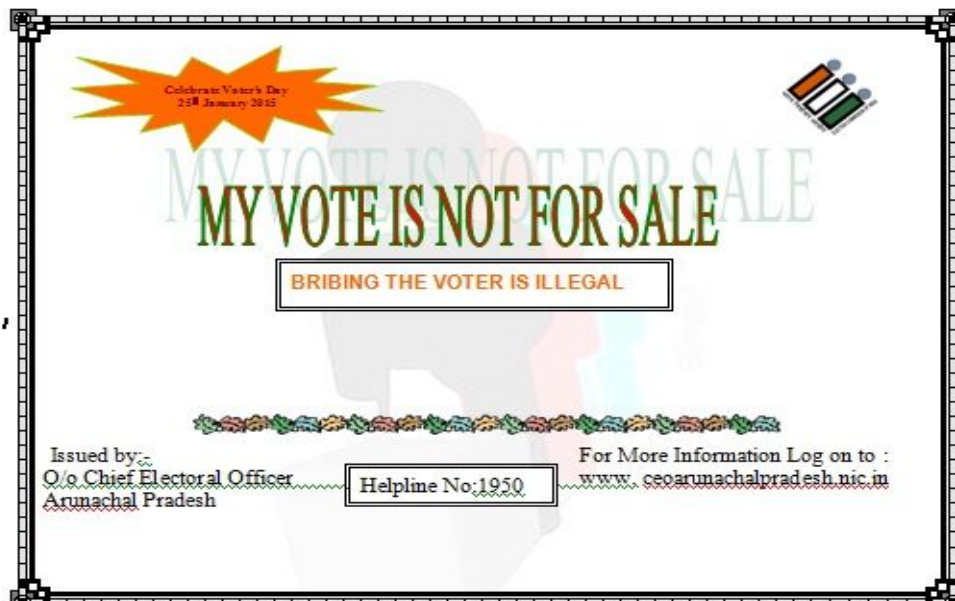 Celebrate Voter's Day
25th January 2015
MY VOTE IS NOT FOR SALE
MY VOTE IS NOT FOR SALE
BRIBING THE VOTER IS ILLEGAL
Issued by:-
O/o Chief Electoral Officer
Arunachal Pradesh
Helpline No:1950
For More Information Log on to :
www. ceoarunachalpradesh.nic.in